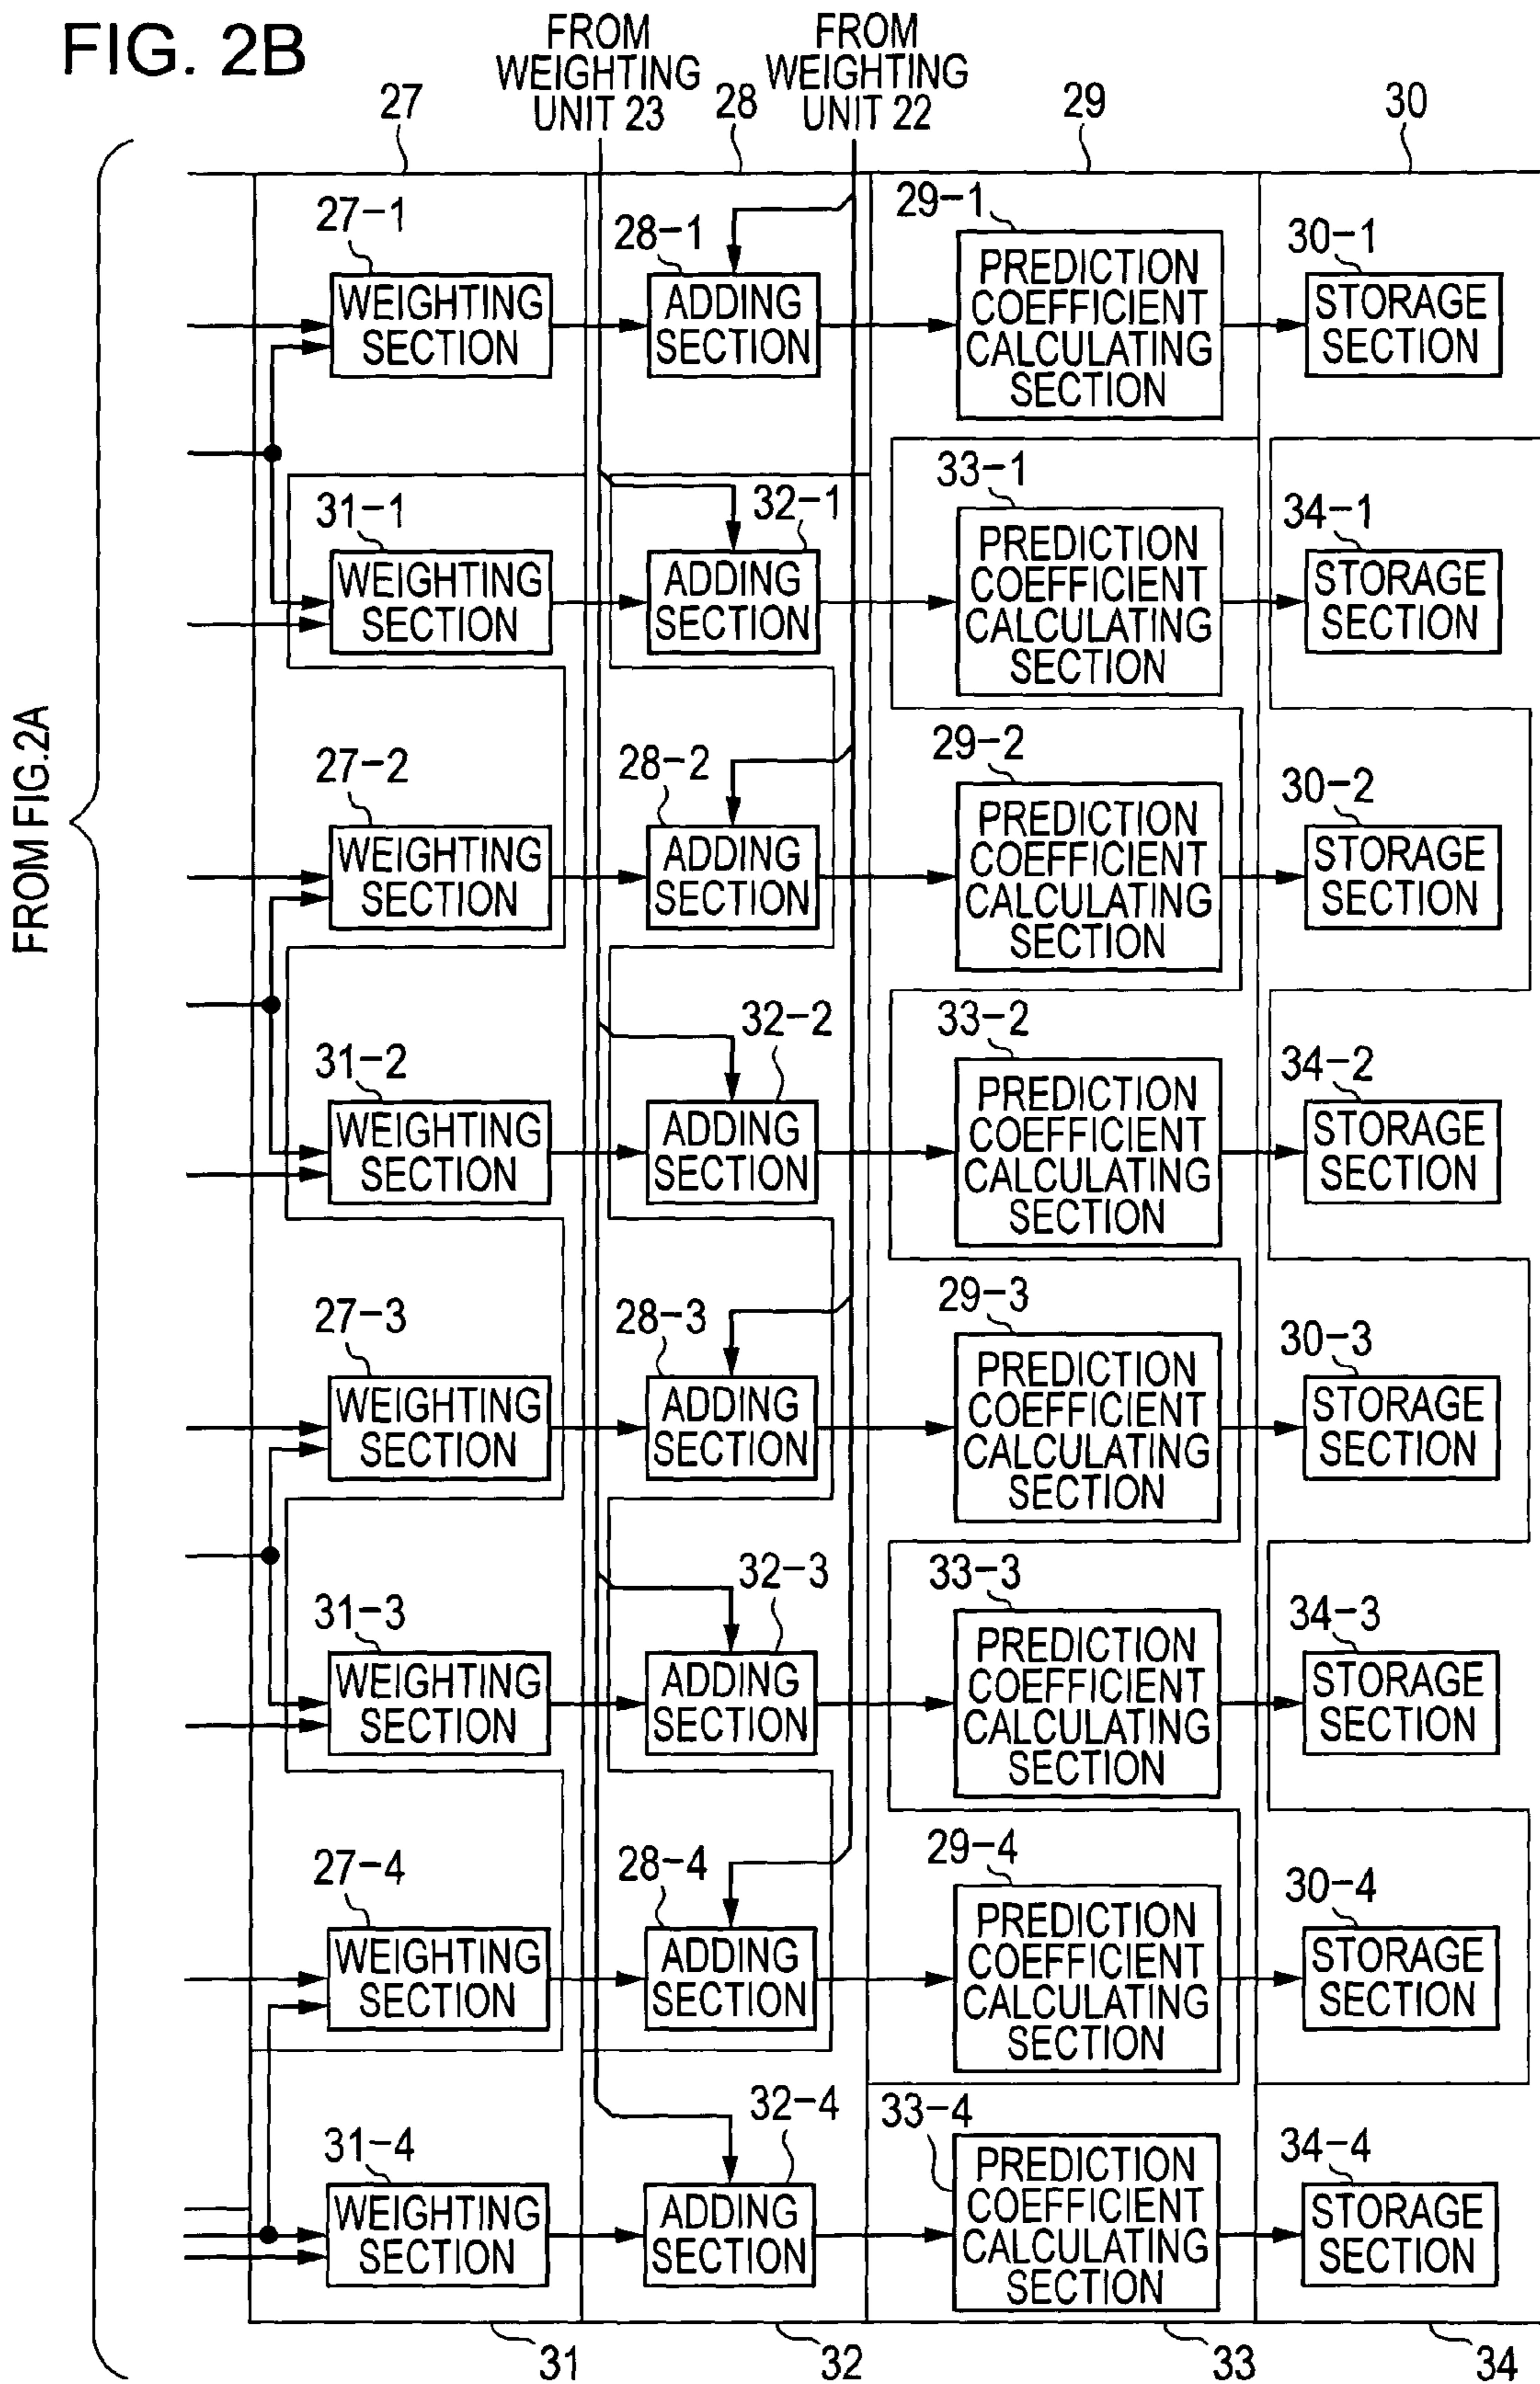 FIG. 2B
FROM
WEIGHTING
UNIT 23
FROM
WEIGHTING
UNIT 22
27
28
29
30
FROM FIG.2A
27-1
WEIGHTING
SECTION
28-1
ADDING
SECTION
29-1
PREDICTION
COEFFICIENT
CALCULATING
SECTION
30-1
STORAGE
SECTION
31-1
WEIGHTING
SECTION
32-1
ADDING
SECTION
33-1
PREDICTION
COEFFICIENT
CALCULATING
SECTION
34-1
STORAGE
SECTION
27-2
WEIGHTING
SECTION
28-2
ADDING
SECTION
29-2
PREDICTION
COEFFICIENT
CALCULATING
SECTION
30-2
STORAGE
SECTION
31-2
WEIGHTING
SECTION
32-2
ADDING
SECTION
33-2
PREDICTION
COEFFICIENT
CALCULATING
SECTION
34-2
STORAGE
SECTION
27-3
WEIGHTING
SECTION
28-3
ADDING
SECTION
29-3
PREDICTION
COEFFICIENT
CALCULATING
SECTION
30-3
STORAGE
SECTION
31-3
WEIGHTING
SECTION
32-3
ADDING
SECTION
33-3
PREDICTION
COEFFICIENT
CALCULATING
SECTION
34-3
STORAGE
SECTION
27-4
WEIGHTING
SECTION
28-4
ADDING
SECTION
29-4
PREDICTION
COEFFICIENT
CALCULATING
SECTION
30-4
STORAGE
SECTION
31-4
WEIGHTING
SECTION
32-4
ADDING
SECTION
33-4
PREDICTION
COEFFICIENT
CALCULATING
SECTION
34-4
STORAGE
SECTION
31
32
33
34